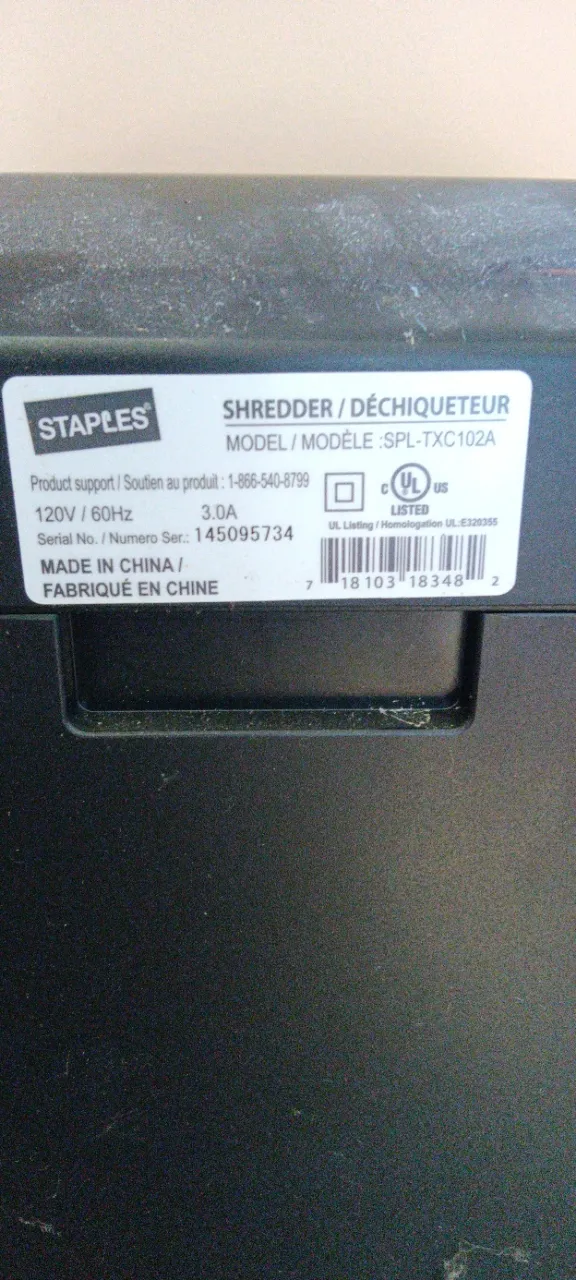 STAPLES®
SHREDDER / DÉCHIQUETEUR
MODEL / MODÈLE :SPL-TXC102A
Product support / Soutien au produit : 1-866-540-8799
120V / 60Hz 3.0A
Serial No. / Numero Ser.: 145095734
MADE IN CHINA /
FABRIQUÉ EN CHINE
C UL US
LISTED
UL Listing / Homologation UL:E320355
7 18103 18348 2